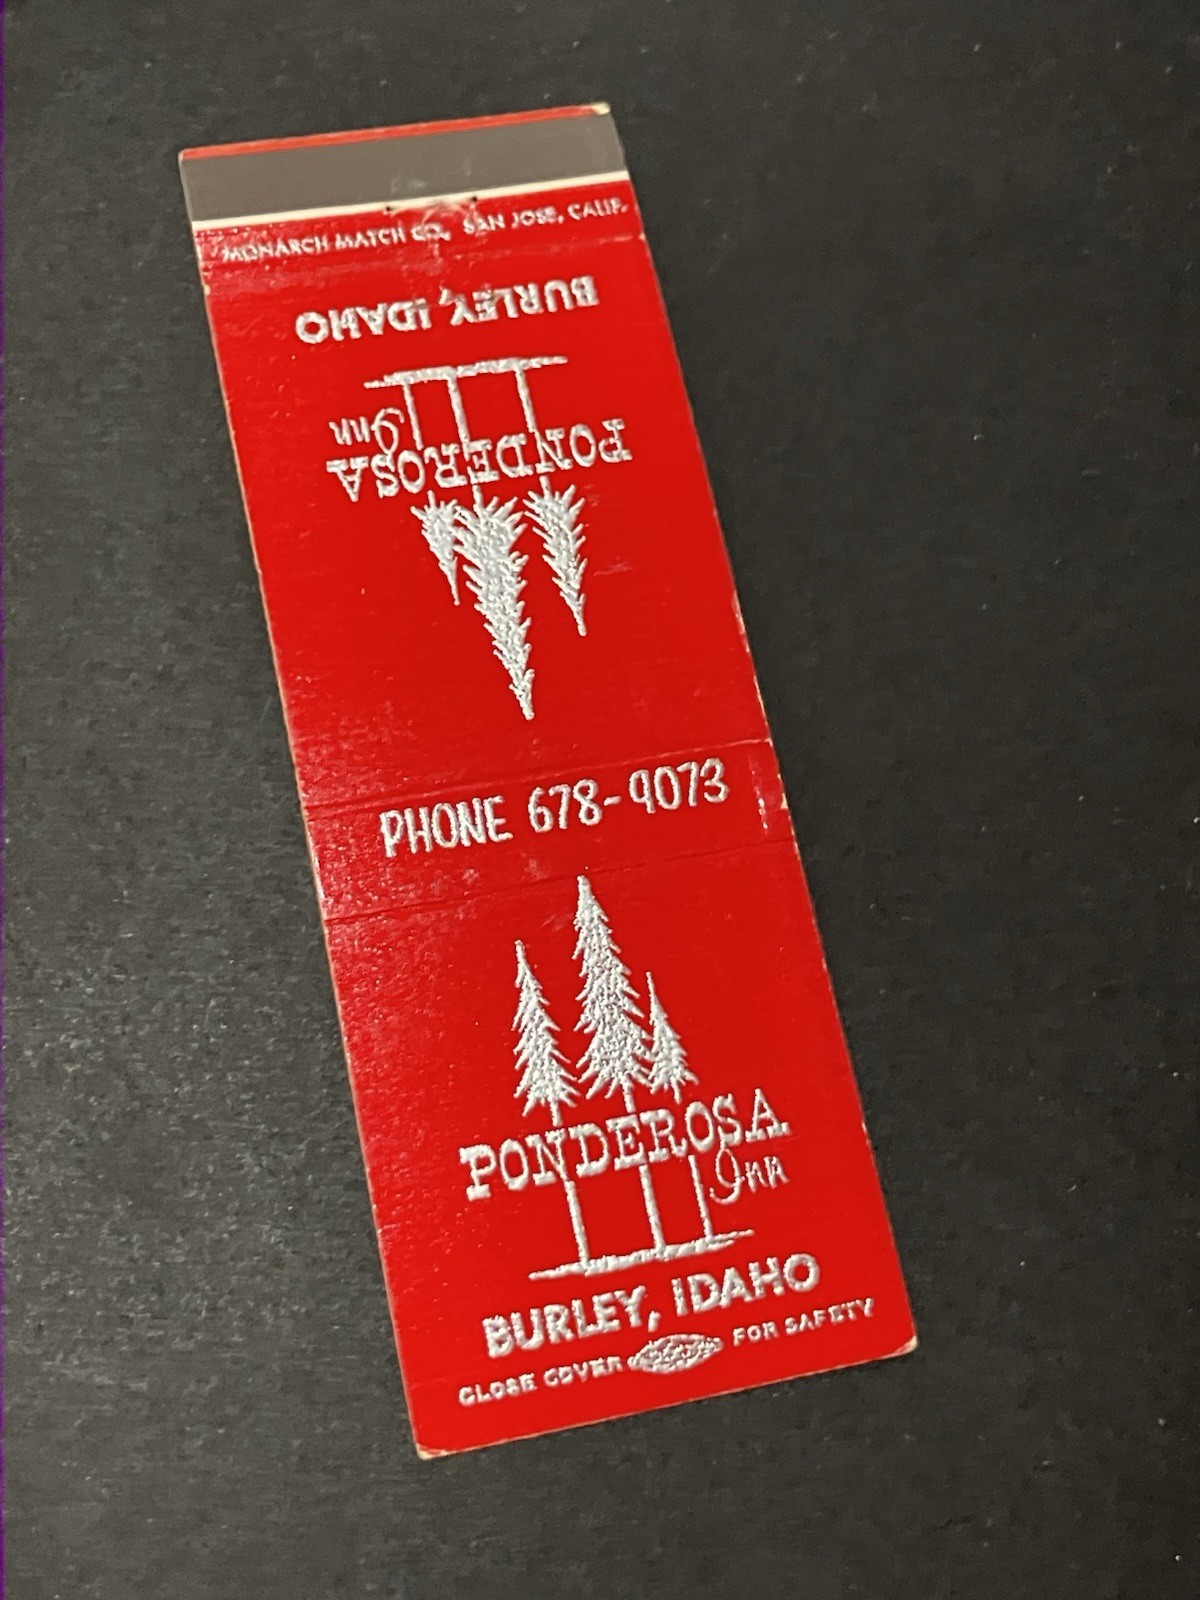 MONARCH MATCH CO., SAN JOSE, CALIF.
BURLEY, IDAHO
PONDEROSA
Inn
PHONE 678-9073
PONDEROSA
Inn
BURLEY, IDAHO
CLOSE COVER FOR SAFETY